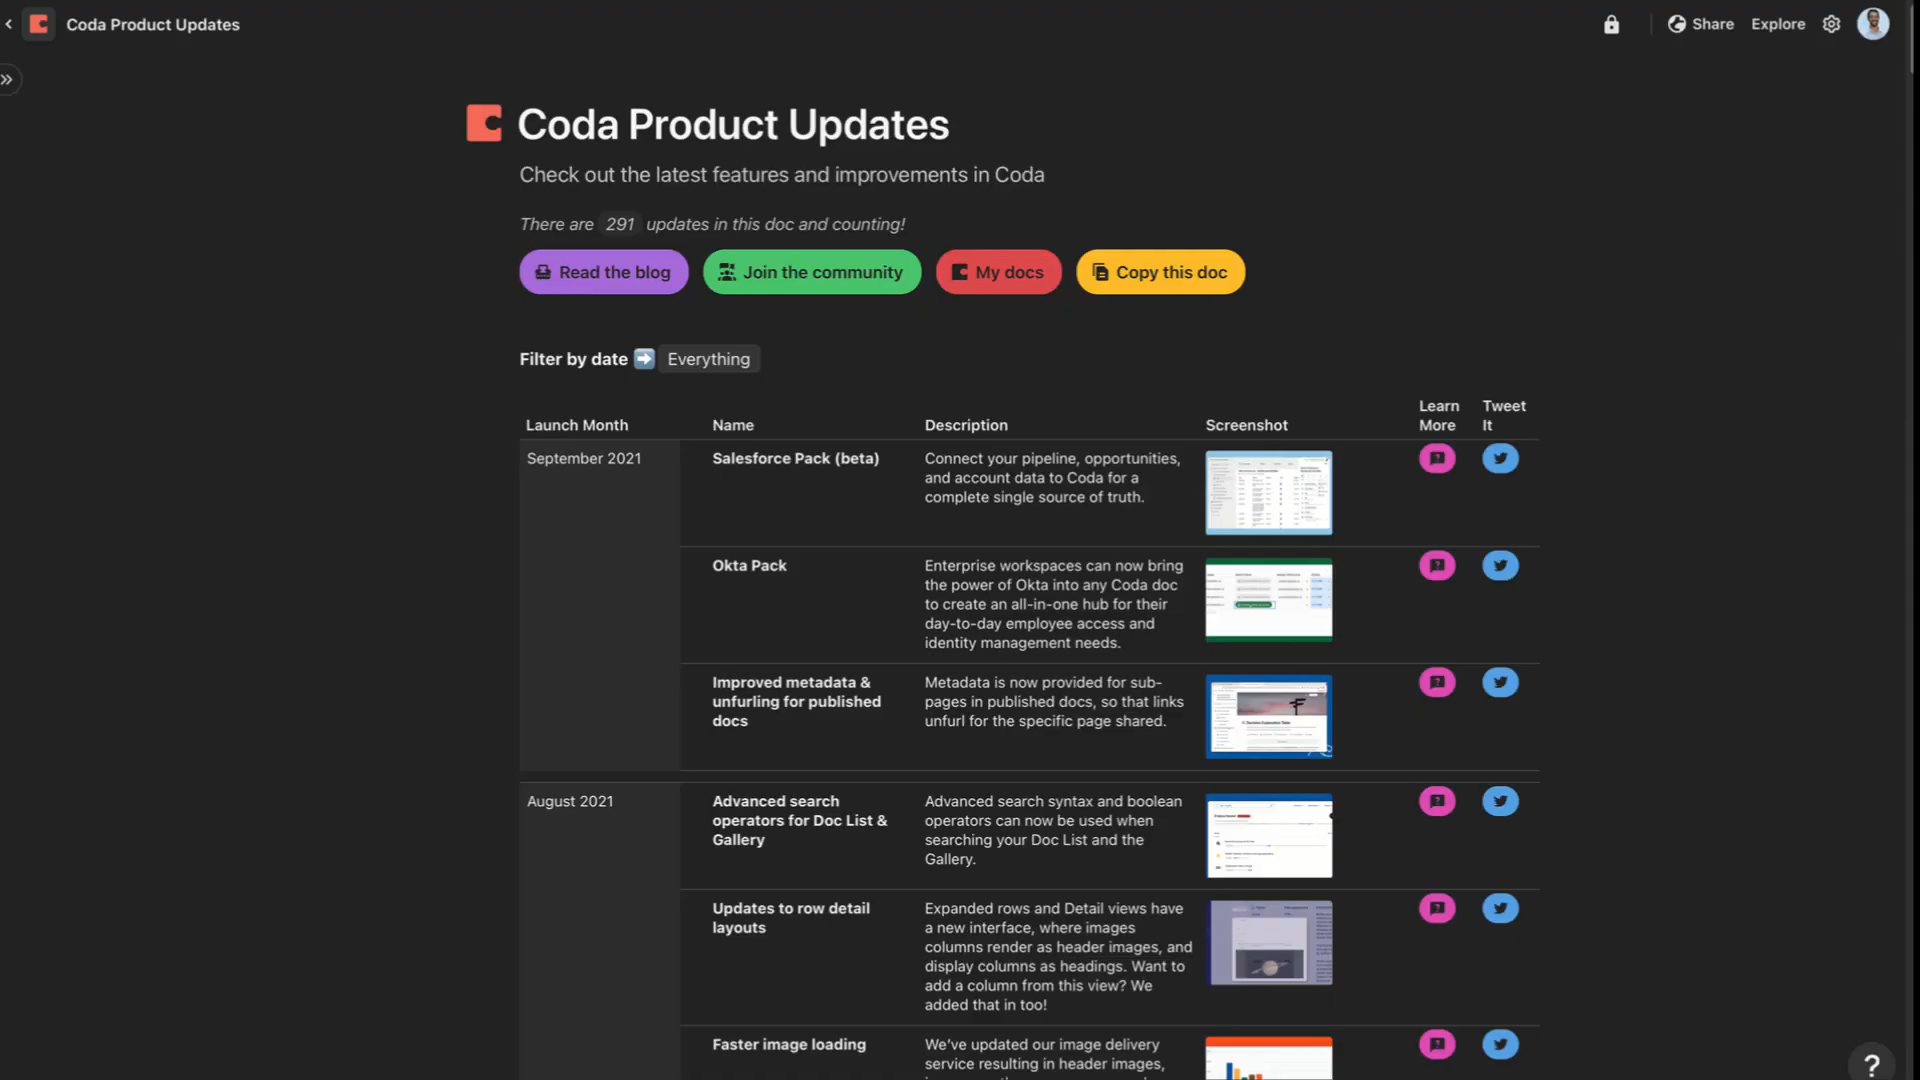 Coda Product Updates
Share
Explore
Coda Product Updates
Check out the latest features and improvements in Coda
There are 291 updates in this doc and counting!
Read the blog
Join the community
My docs
Copy this doc
Filter by date ➡️ Everything
Launch Month
Name
Description
Screenshot
Learn
More
Tweet
It
September 2021
Salesforce Pack (beta)
Connect your pipeline, opportunities,
and account data to Coda for a
complete single source of truth.
Okta Pack
Enterprise workspaces can now bring
the power of Okta into any Coda doc
to create an all-in-one hub for their
day-to-day employee access and
identity management needs.
Improved metadata &
unfurling for published
docs
Metadata is now provided for sub-
pages in published docs, so that links
unfurl for the specific page shared.
August 2021
Advanced search
operators for Doc List &
Gallery
Advanced search syntax and boolean
operators can now be used when
searching your Doc List and the
Gallery.
Updates to row detail
layouts
Expanded rows and Detail views have
a new interface, where images
columns render as header images, and
display columns as headings. Want to
add a column from this view? We
added that in too!
Faster image loading
We've updated our image delivery
service resulting in header images,
?